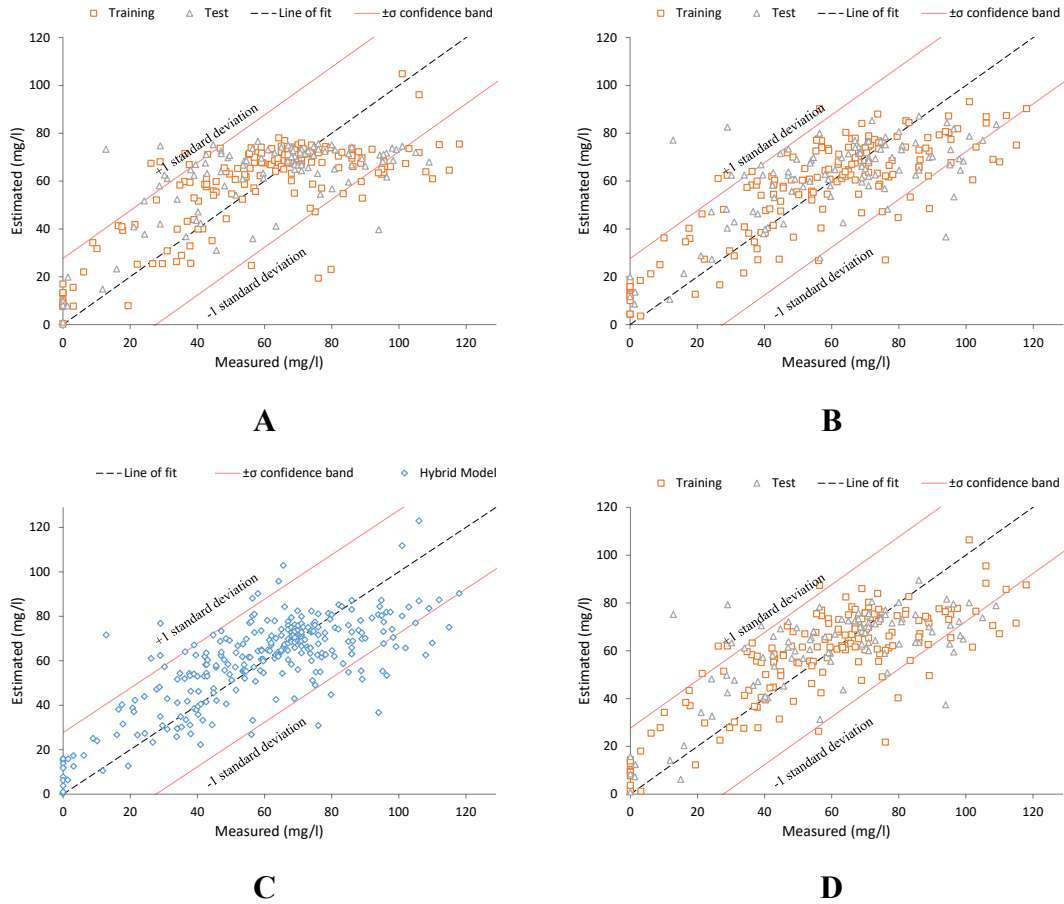 Training Test Line of fit ±σ confidence band
120
100
80
60
40
20
0
Estimated (mg/l)
+1 standard deviation
-1 standard deviation
0 20 40 60 80 100 120
Measured (mg/l)
A
Training Test Line of fit ±σ confidence band
120
100
80
60
40
20
0
Estimated (mg/l)
+1 standard deviation
-1 standard deviation
0 20 40 60 80 100 120
Measured (mg/l)
B
Line of fit ±σ confidence band Hybrid Model
120
100
80
60
40
20
0
Estimated (mg/l)
+1 standard deviation
-1 standard deviation
0 20 40 60 80 100 120
Measured (mg/l)
C
Training Test Line of fit ±σ confidence band
120
100
80
60
40
20
0
Estimated (mg/l)
+1 standard deviation
-1 standard deviation
0 20 40 60 80 100 120
Measured (mg/l)
D